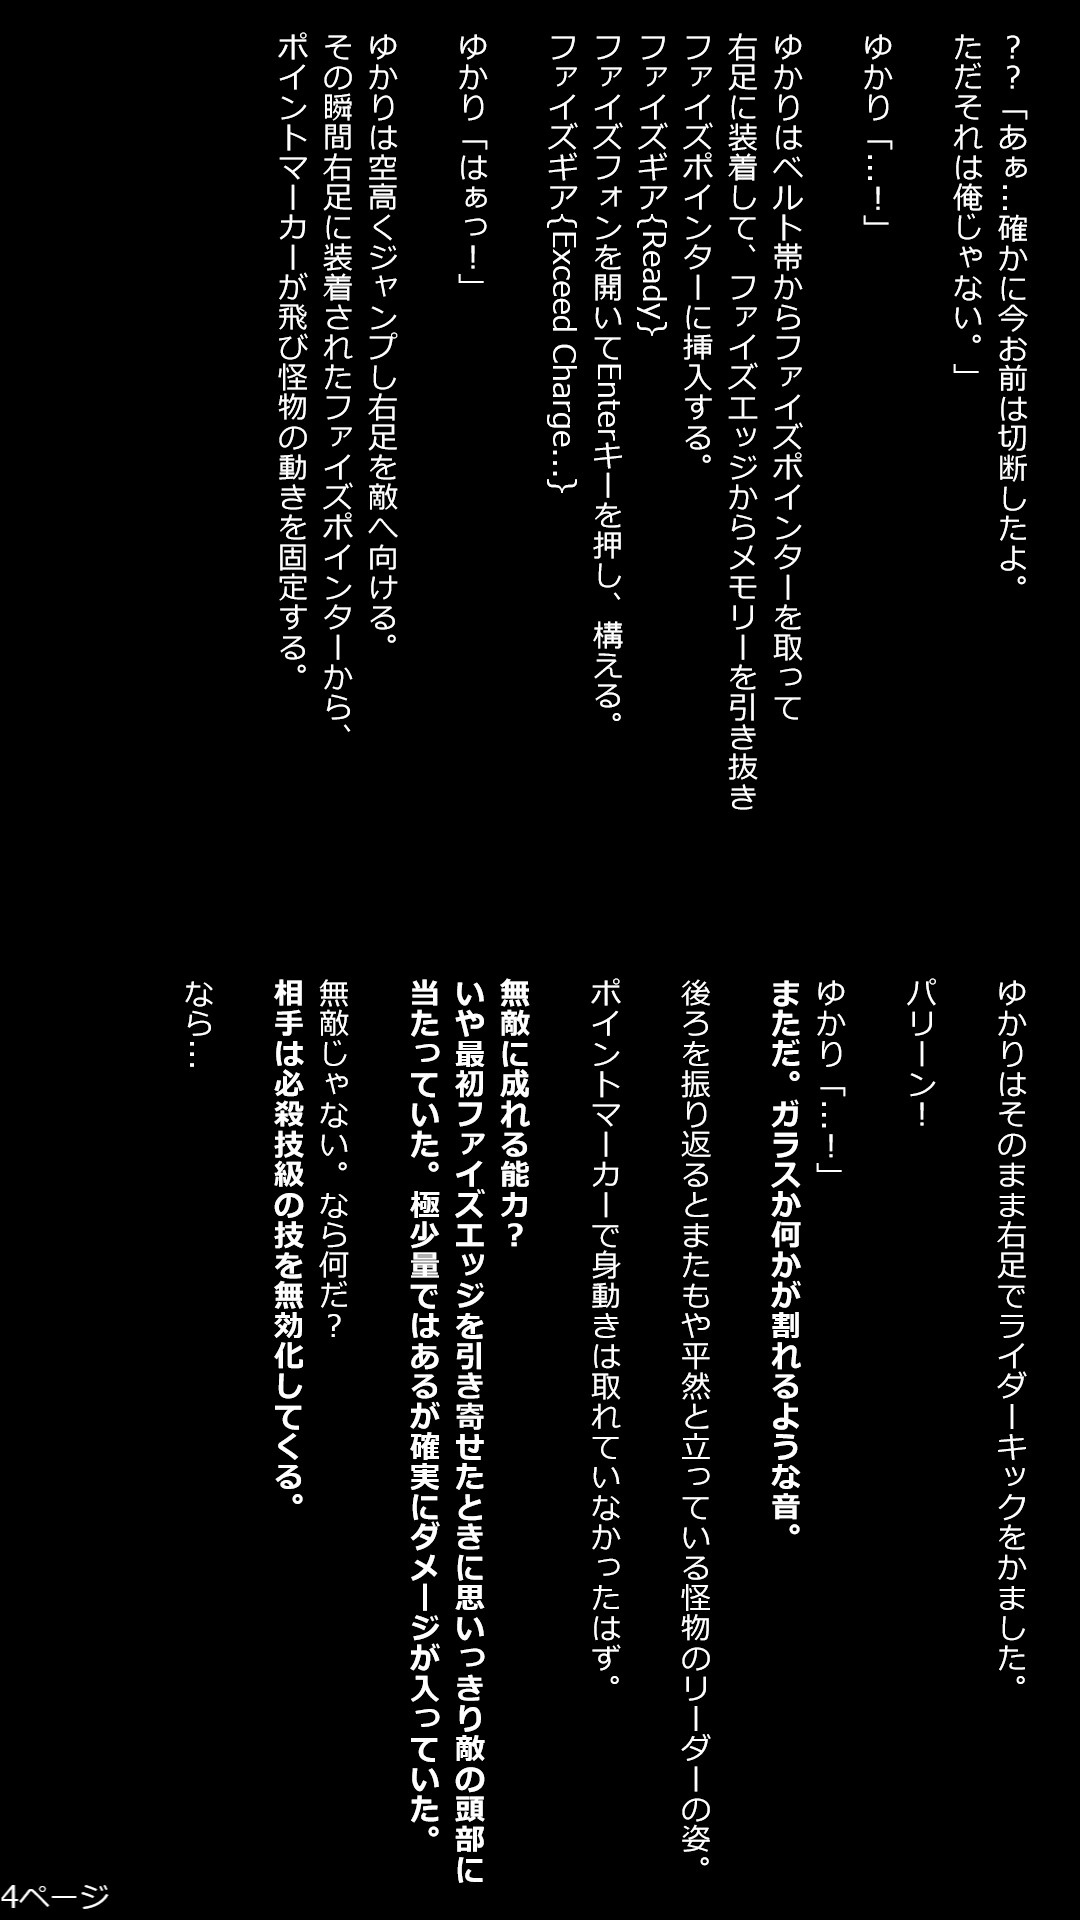 ？？「あぁ…確かに今お前は切断したよ。
ただそれは俺じゃない。」
ゆかり「…！」
ゆかりはベルト帯からファイズポインターを取って
右足に装着して、ファイズエッジからメモリーを引き抜き
ファイズポインターに挿入する。
ファイズギア{Ready}
ファイズフォンを開いてEnterキーを押し、構える。
ファイズギア{Exceed Charge…}
ゆかり「はぁっ！」
ゆかりは空高くジャンプし右足を敵へ向ける。
その瞬間右足に装着されたファイズポインターから、
ポイントマーカーが飛び怪物の動きを固定する。
ゆかりはそのまま右足でライダーキックをかました。
パリーン！
ゆかり「…！」
まただ。ガラスか何かが割れるような音。
後ろを振り返るとまたもや平然と立っている怪物のリーダーの姿。
ポイントマーカーで身動きは取れていなかったはず。
無敵に成れる能力？
いや最初ファイズエッジを引き寄せたときに思いっきり敵の頭部に
当たっていた。極少量ではあるが確実にダメージが入っていた。
無敵じゃない。なら何だ？
相手は必殺技級の技を無効化してくる。
なら…
4ページ